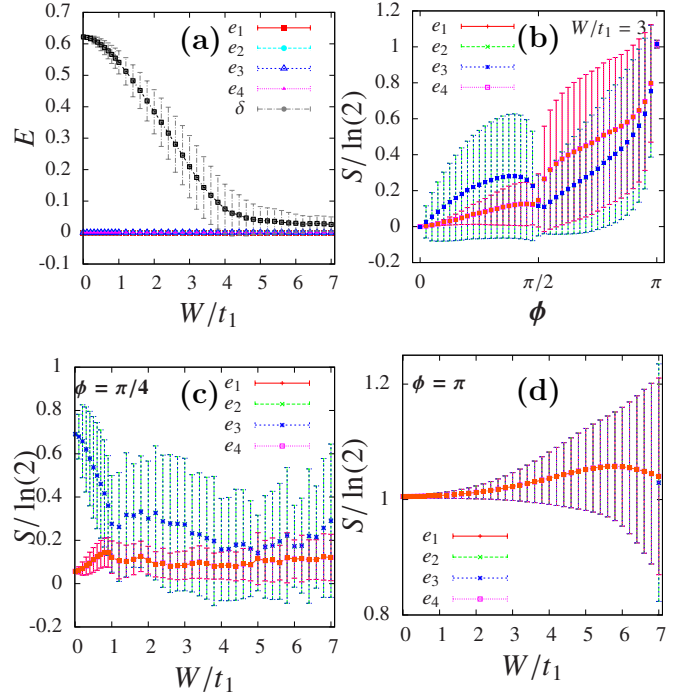 (a)
e1
e2
e3
e4
δ
E
0.7
0.6
0.5
0.4
0.3
0.2
0.1
0
-0.1
0 1 2 3 4 5 6 7
W/t1
(b)
W/t1 = 3
e1
e2
e3
e4
S/ln(2)
1.2
1
0.8
0.6
0.4
0.2
0
-0.2
0 π/2 π
ϕ
(c)
ϕ = π/4
e1
e2
e3
e4
S/ln(2)
1
0.8
0.6
0.4
0.2
0
-0.2
0 1 2 3 4 5 6 7
W/t1
(d)
ϕ = π
e1
e2
e3
e4
S/ln(2)
1.2
1
0.8
0 1 2 3 4 5 6 7
W/t1